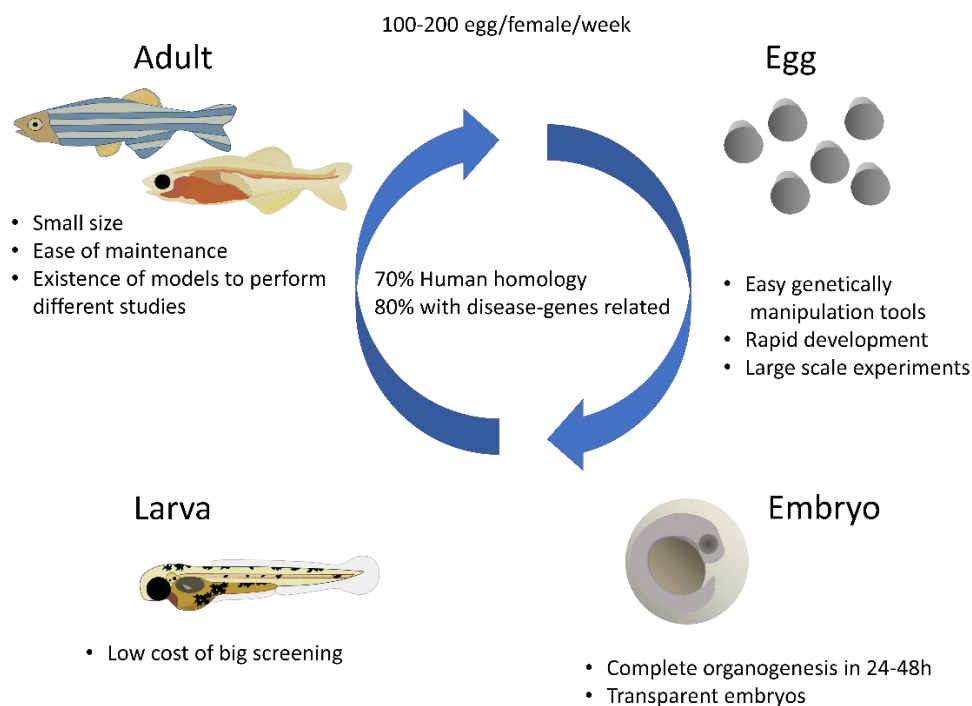 100-200 egg/female/week
Adult
Egg
• Small size
• Ease of maintenance
• Existence of models to perform
different studies
70% Human homology
80% with disease-genes related
• Easy genetically
manipulation tools
• Rapid development
• Large scale experiments
Larva
Embryo
• Low cost of big screening
• Complete organogenesis in 24-48h
• Transparent embryos